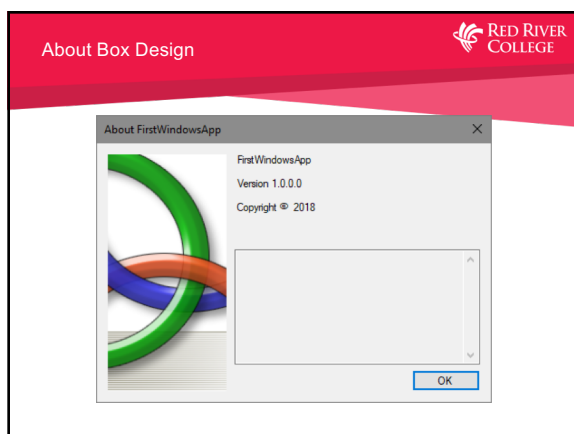 About Box Design
RED RIVER
COLLEGE
About FirstWindowsApp
FirstWindowsApp
Version 1.0.0.0
Copyright © 2018
OK